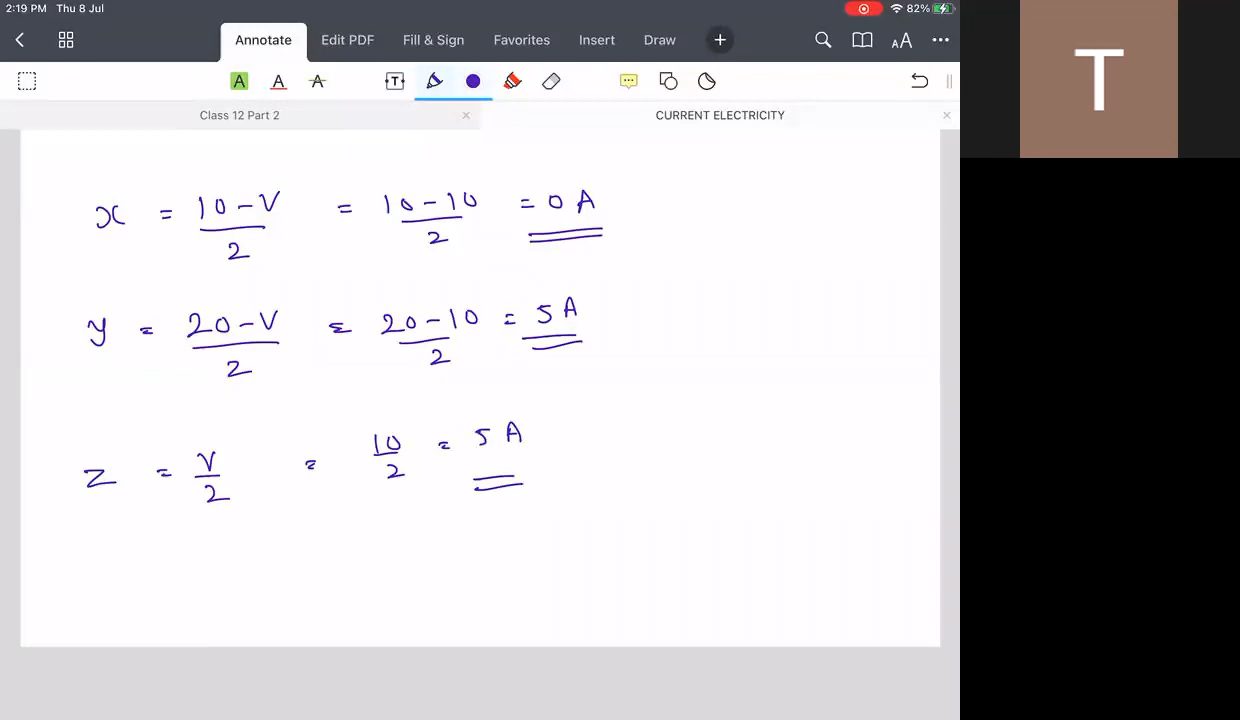 2:19 PM Thu 8 Jul 82%
Annotate Edit PDF Fill & Sign Favorites Insert Draw
Class 12 Part 2 CURRENT ELECTRICITY
T
x = 10-V/2 = 10-10/2 = 0 A
y = 20-V/2 = 20-10/2 = 5 A
z = V/2 = 10/2 = 5 A